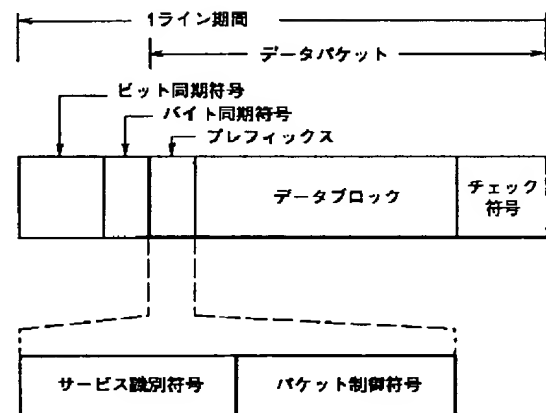 1ライン期間
データパケット
ビット同期符号
バイト同期符号
プレフィックス
データブロック
チェック
符号
サービス識別符号
パケット制御符号